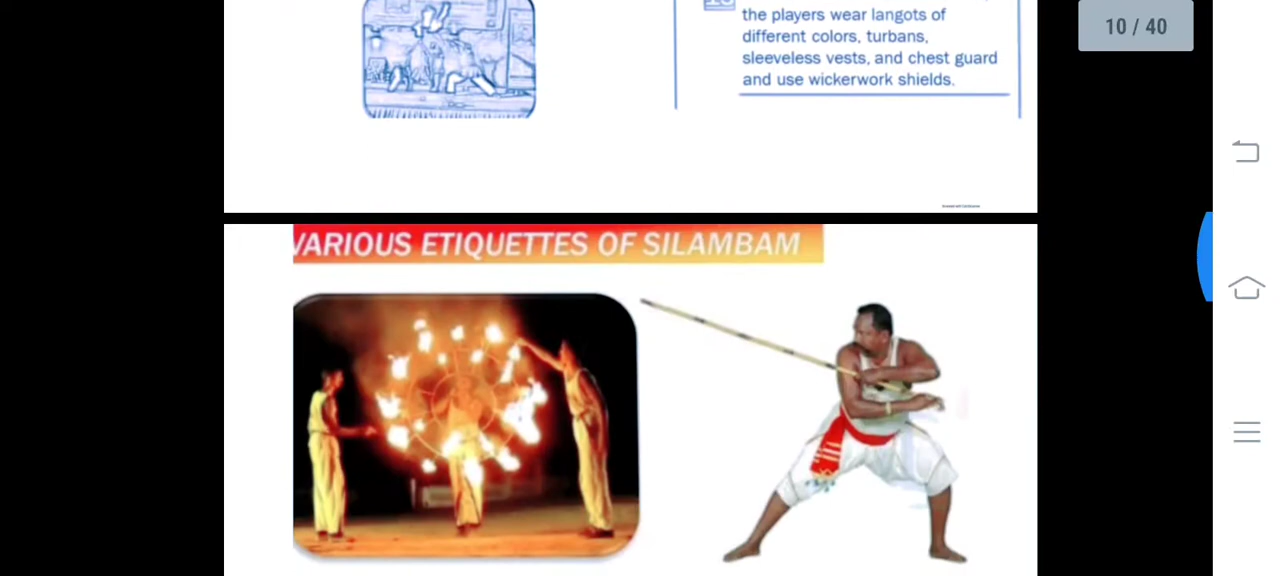 10 / 40
the players wear langots of
different colors, turbans,
sleeveless vests, and chest guard
and use wickerwork shields.
VARIOUS ETIQUETTES OF SILAMBAM